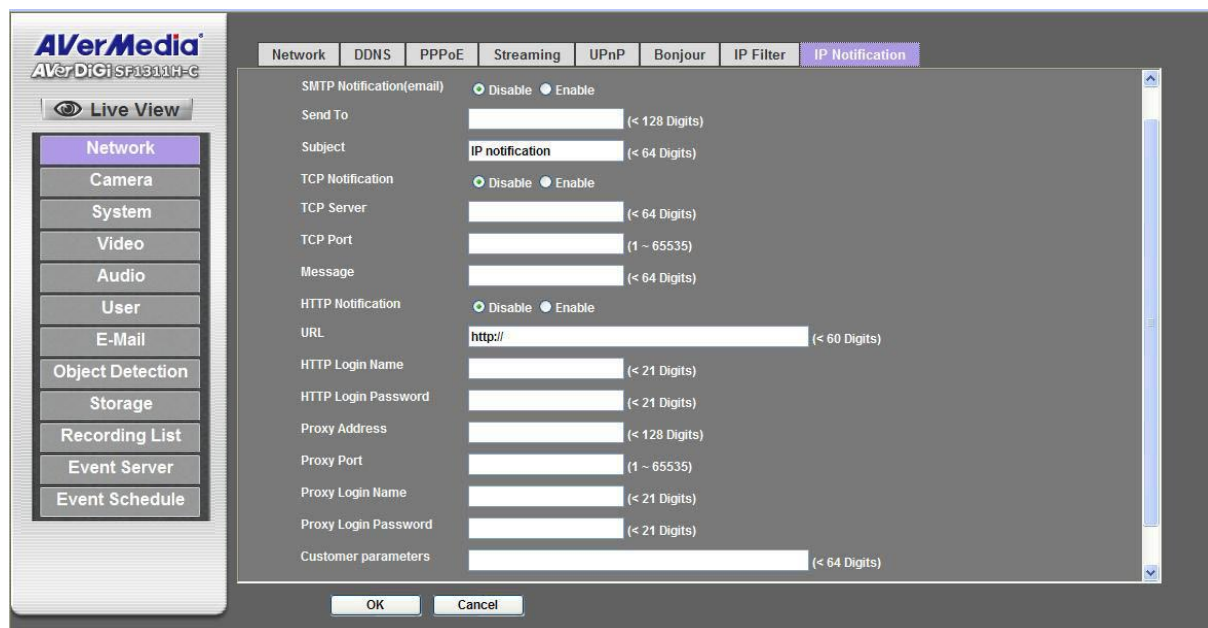 AVerMedia
AVerDiGi SF1311H-C
Live View
Network
Camera
System
Video
Audio
User
E-Mail
Object Detection
Storage
Recording List
Event Server
Event Schedule
Network DDNS PPPoE Streaming UPnP Bonjour IP Filter IP Notification
SMTP Notification(email) Disable Enable
Send To (< 128 Digits)
Subject IP notification (< 64 Digits)
TCP Notification Disable Enable
TCP Server (< 64 Digits)
TCP Port (1 ~ 65535)
Message (< 64 Digits)
HTTP Notification Disable Enable
URL http:// (< 60 Digits)
HTTP Login Name (< 21 Digits)
HTTP Login Password (< 21 Digits)
Proxy Address (< 128 Digits)
Proxy Port (1 ~ 65535)
Proxy Login Name (< 21 Digits)
Proxy Login Password (< 21 Digits)
Customer parameters (< 64 Digits)
OK Cancel